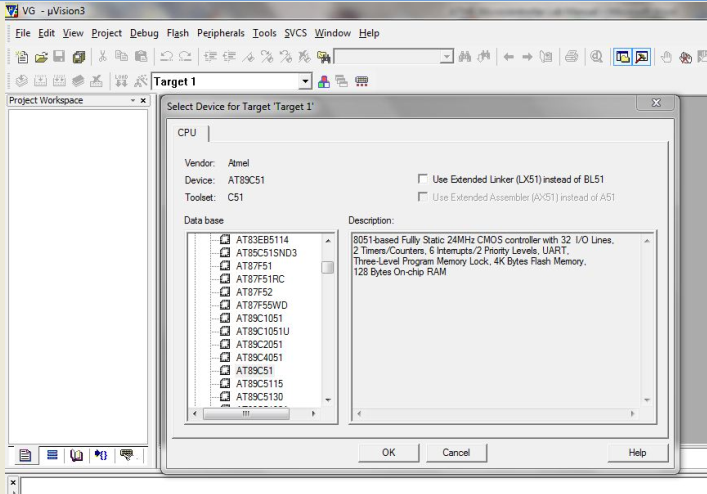 VG - µVision3
File Edit View Project Debug Flash Peripherals Tools SVCS Window Help
Target 1
Project Workspace
Select Device for Target 'Target 1'
CPU
Vendor: Atmel
Device: AT89C51
Use Extended Linker (LX51) instead of BL51
Toolset: C51
Use Extended Assembler (AX51) instead of A51
Data base
Description:
AT83EB5114
AT85C51SND3
AT87F51
AT87F51RC
AT87F52
AT87F55WD
AT89C1051
AT89C1051U
AT89C2051
AT89C4051
AT89C51
AT89C5115
AT89C5130
8051-based Fullly Static 24MHz CMOS controller with 32 I/O Lines,
2 Timers/Counters, 6 Interrupts/2 Priority Levels, UART,
Three-Level Program Memory Lock, 4K Bytes Flash Memory,
128 Bytes On-chip RAM
OK Cancel Help